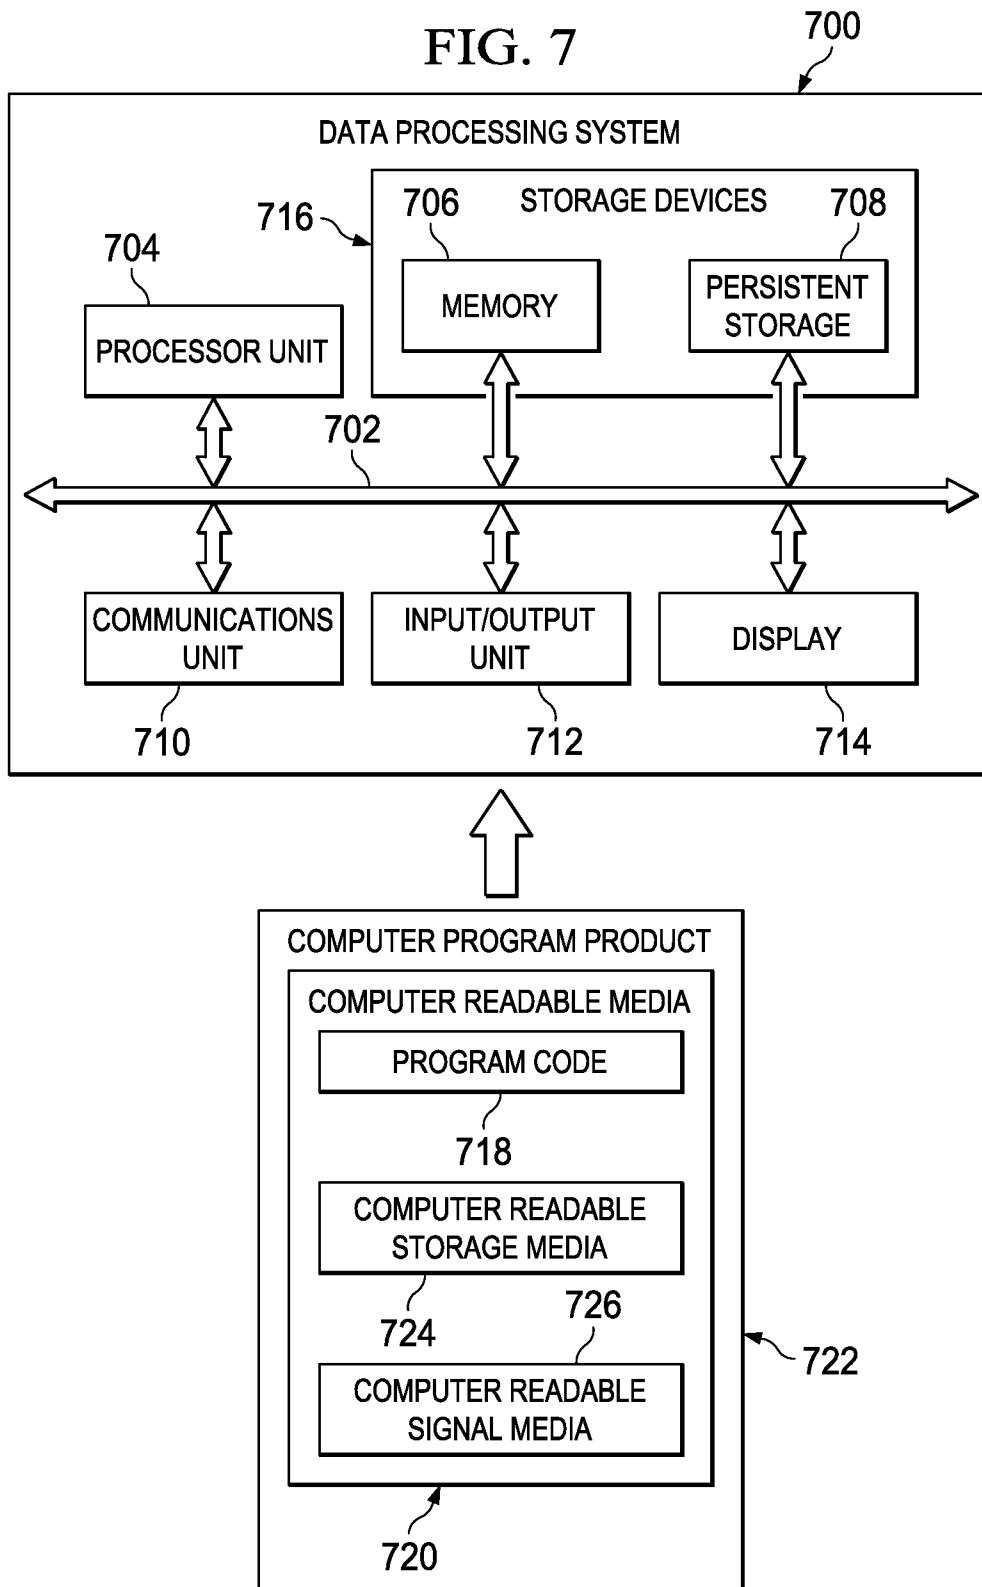 FIG. 7
700
DATA PROCESSING SYSTEM
STORAGE DEVICES
716
706
708
704
MEMORY
PERSISTENT
STORAGE
PROCESSOR UNIT
702
COMMUNICATIONS
UNIT
INPUT/OUTPUT
UNIT
DISPLAY
710
712
714
COMPUTER PROGRAM PRODUCT
COMPUTER READABLE MEDIA
PROGRAM CODE
718
COMPUTER READABLE
STORAGE MEDIA
724
726
722
COMPUTER READABLE
SIGNAL MEDIA
720